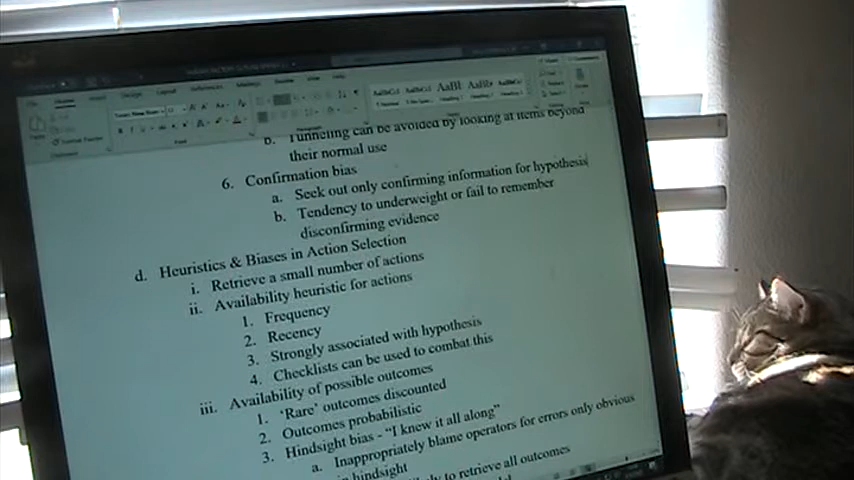 b. Tunneling can be avoided by looking at items beyond
their normal use
6. Confirmation bias
a. Seek out only confirming information for hypothesis
b. Tendency to underweight or fail to remember
disconfirming evidence
d. Heuristics & Biases in Action Selection
i. Retrieve a small number of actions
ii. Availability heuristic for actions
1. Frequency
2. Recency
3. Strongly associated with hypothesis
4. Checklists can be used to combat this
iii. Availability of possible outcomes
1. ‘Rare’ outcomes discounted
2. Outcomes probabilistic
3. Hindsight bias - “I knew it all along”
a. Inappropriately blame operators for errors only obvious
in hindsight
to retrieve all outcomes